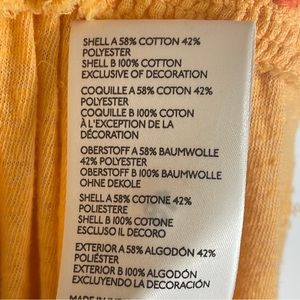 SHELL A 58% COTTON 42%
POLYESTER
SHELL B 100% COTTON
EXCLUSIVE OF DECORATION
COQUILLE A 58% COTON 42%
POLYESTER
COQUILLE B 100% COTON
À L'EXCEPTION DE LA
DÉCORATION
OBERSTOFF A 58% BAUMWOLLE
42% POLYESTER
OBERSTOFF B 100% BAUMWOLLE
OHNE DEKOLE
SHELL A 58% COTONE 42%
POLIESTERE
SHELL B 100% COTONE
ESCLUSO IL DECORO
EXTERIOR A 58% ALGODÓN 42%
POLIÉSTER
EXTERIOR B 100% ALGODÓN
EXCLUYENDO LA DECORACIÓN
MADE IN